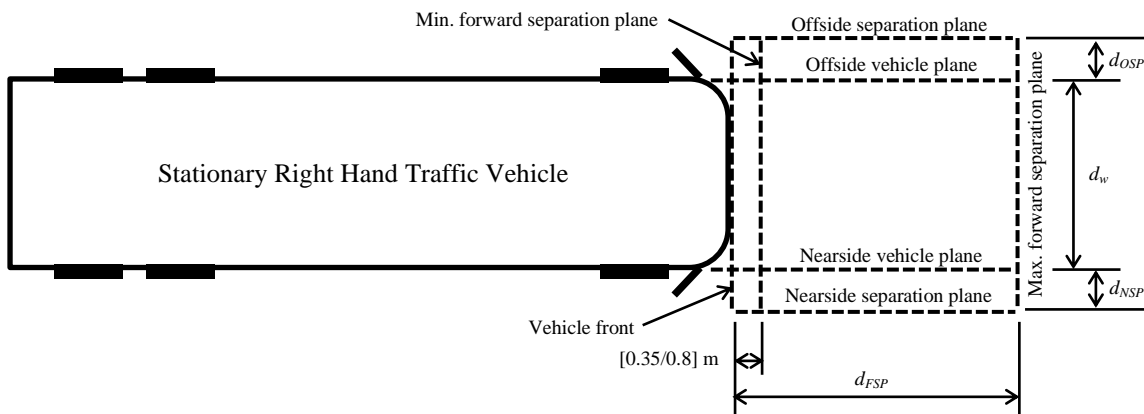 Min. forward separation plane
Offside separation plane
Offside vehicle plane
d_OSP
Stationary Right Hand Traffic Vehicle
Max. forward separation plane
d_w
Nearside vehicle plane
Nearside separation plane
d_NSP
Vehicle front
[0.35/0.8] m
d_FSP